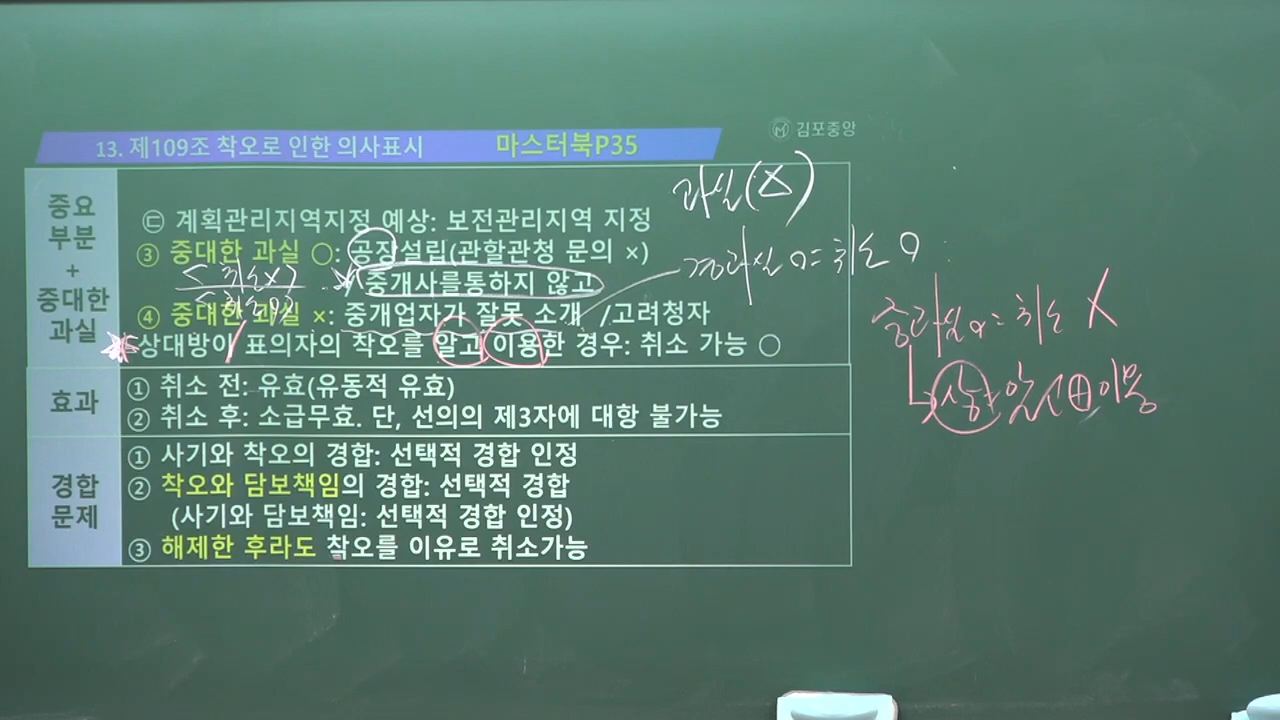 김포중앙
13. 제109조 착오로 인한 의사표시 마스터북P35
중요
부분
+
중대한
과실
㉢ 계획관리지역지정 예상: 보전관리지역 지정
③ 중대한 과실 ○: 공장설립(관할관청 문의 ×)
/ 중개사를통하지 않고
④ 중대한 과실 ×: 중개업자가 잘못 소개 /고려청자
상대방이 표의자의 착오를 알고 이용한 경우: 취소 가능 ○
효과
① 취소 전: 유효(유동적 유효)
② 취소 후: 소급무효. 단, 선의의 제3자에 대항 불가능
경합
문제
① 사기와 착오의 경합: 선택적 경합 인정
② 착오와 담보책임의 경합: 선택적 경합
(사기와 담보책임: 선택적 경합 인정)
③ 해제한 후라도 착오를 이유로 취소가능
< 취소X>
< 취소O>
과실(X)
경과실 O= 취소 O
중과실 O= 취소 X